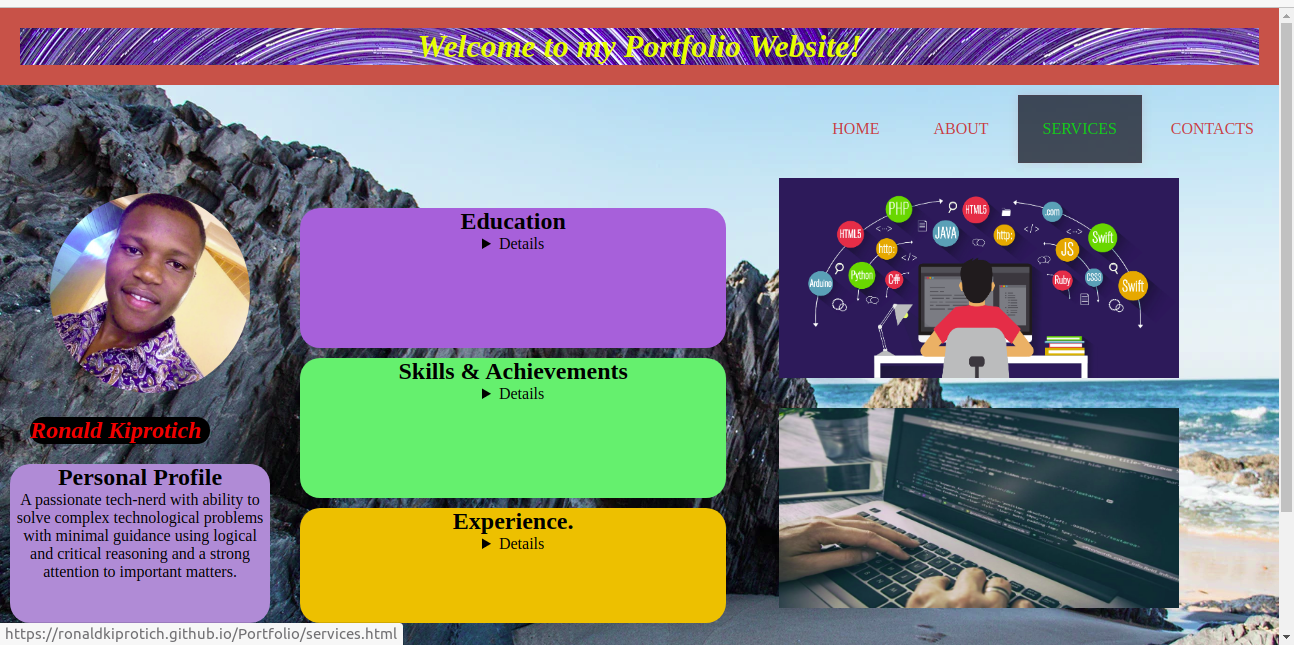 Welcome to my Portfolio Website!
HOME ABOUT SERVICES CONTACTS
Ronald Kiprotich
Personal Profile
A passionate tech-nerd with ability to
solve complex technological problems
with minimal guidance using logical
and critical reasoning and a strong
attention to important matters.
Education
▶ Details
Skills & Achievements
▶ Details
Experience.
▶ Details
PHP
HTML5
.com
HTML5
JAVA
http:
Swift
http:
JS
Arduino
Python
C#
Ruby
CSS3
Swift
https://ronaldkiprotich.github.io/Portfolio/services.html